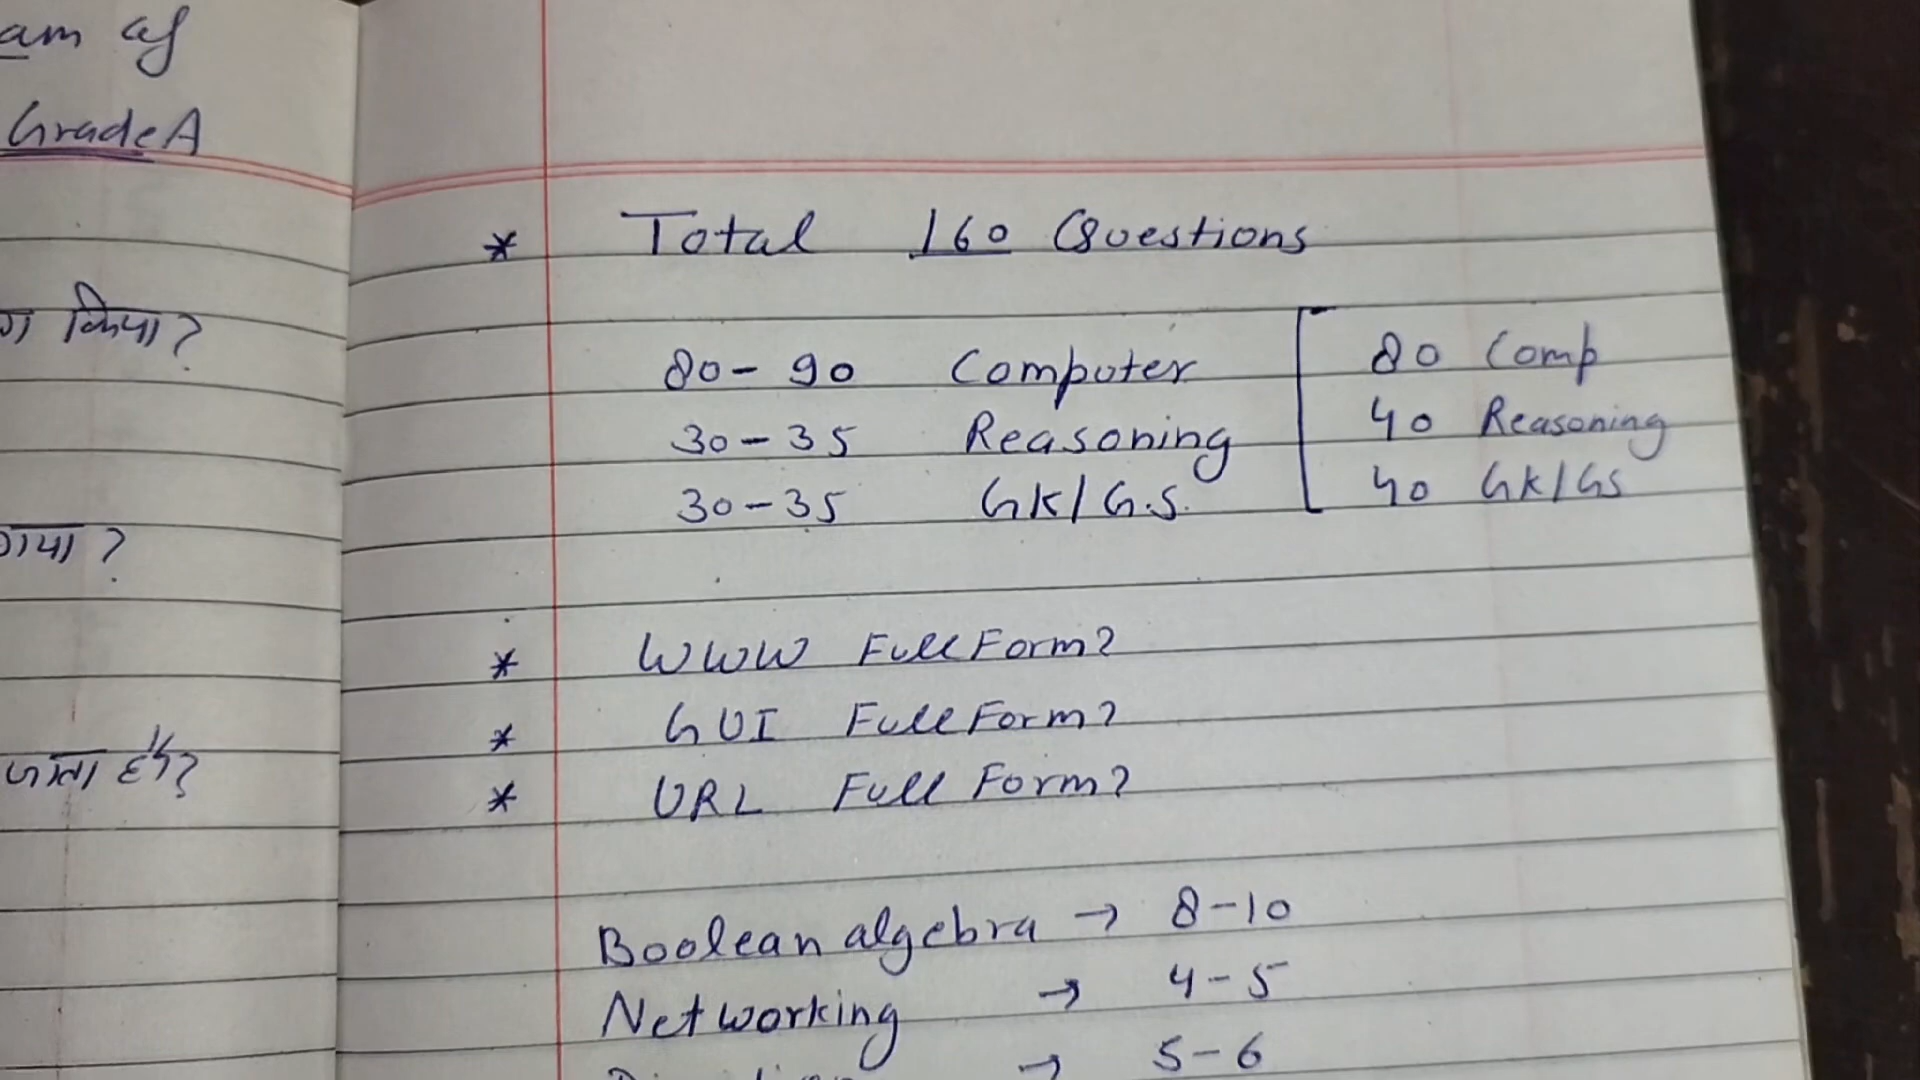 am of
Grade A
किया?
गया?
जाता है?
* Total 160 Questions
80-90 Computer
30-35 Reasoning
30-35 GK/G.S.
80 Comp
40 Reasoning
40 GK/GS
* WWW Full Form?
* GUI Full Form?
* URL Full Form?
Boolean algebra → 8-10
Networking → 4-5
→ 5-6